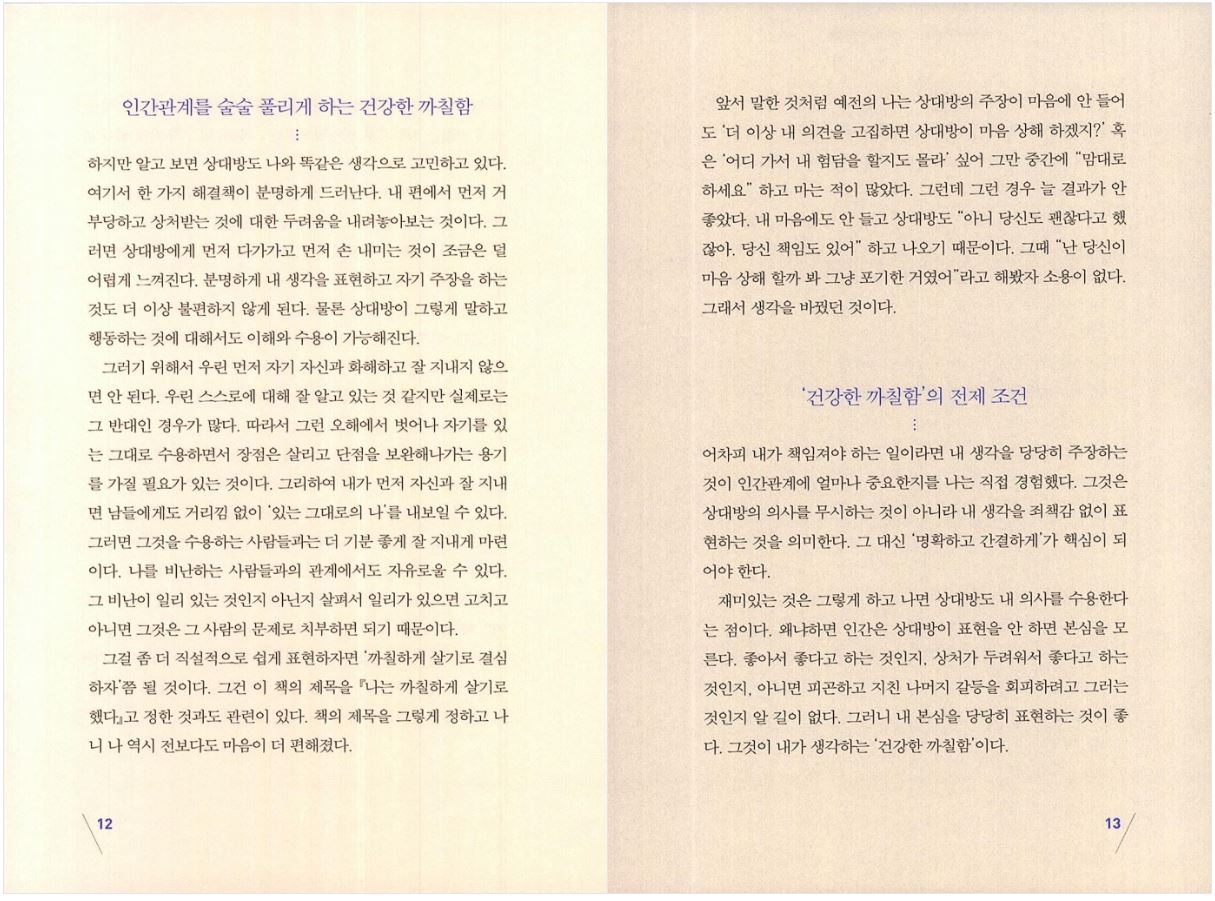 인간관계를 술술 풀리게 하는 건강한 까칠함
하지만 알고 보면 상대방도 나와 똑같은 생각으로 고민하고 있다.
여기서 한 가지 해결책이 분명하게 드러난다. 내 편에서 먼저 거
부당하고 상처받는 것에 대한 두려움을 내려놓아보는 것이다. 그
러면 상대방에게 먼저 다가가고 먼저 손 내미는 것이 조금은 덜
어렵게 느껴진다. 분명하게 내 생각을 표현하고 자기 주장을 하는
것도 더 이상 불편하지 않게 된다. 물론 상대방이 그렇게 말하고
행동하는 것에 대해서도 이해와 수용이 가능해진다.
그러기 위해서 우린 먼저 자기 자신과 화해하고 잘 지내지 않으
면 안 된다. 우린 스스로에 대해 잘 알고 있는 것 같지만 실제로는
그 반대인 경우가 많다. 따라서 그런 오해에서 벗어나 자기를 있
는 그대로 수용하면서 장점은 살리고 단점을 보완해나가는 용기
를 가질 필요가 있는 것이다. 그리하여 내가 먼저 자신과 잘 지내
면 남들에게도 거리낌 없이 ‘있는 그대로의 나’를 내보일 수 있다.
그러면 그것을 수용하는 사람들과는 더 기분 좋게 잘 지내게 마련
이다. 나를 비난하는 사람들과의 관계에서도 자유로울 수 있다.
그 비난이 일리 있는 것인지 아닌지 살펴서 일리가 있으면 고치고
아니면 그것은 그 사람의 문제로 치부하면 되기 때문이다.
그걸 좀 더 직설적으로 쉽게 표현하자면 ‘까칠하게 살기로 결심
하자’쯤 될 것이다. 그건 이 책의 제목을 『나는 까칠하게 살기로
했다』고 정한 것과도 관련이 있다. 책의 제목을 그렇게 정하고 나
니 나 역시 전보다도 마음이 더 편해졌다.
12
앞서 말한 것처럼 예전의 나는 상대방의 주장이 마음에 안 들어
도 ‘더 이상 내 의견을 고집하면 상대방이 마음 상해 하겠지?’ 혹
은 ‘어디 가서 내 험담을 할지도 몰라’ 싶어 그만 중간에 “맘대로
하세요” 하고 마는 적이 많았다. 그런데 그런 경우 늘 결과가 안
좋았다. 내 마음에도 안 들고 상대방도 “아니 당신도 괜찮다고 했
잖아. 당신 책임도 있어” 하고 나오기 때문이다. 그때 “난 당신이
마음 상해 할까 봐 그냥 포기한 거였어”라고 해봤자 소용이 없다.
그래서 생각을 바꿨던 것이다.
‘건강한 까칠함’의 전제 조건
어차피 내가 책임져야 하는 일이라면 내 생각을 당당히 주장하는
것이 인간관계에 얼마나 중요한지를 나는 직접 경험했다. 그것은
상대방의 의사를 무시하는 것이 아니라 내 생각을 죄책감 없이 표
현하는 것을 의미한다. 그 대신 ‘명확하고 간결하게’가 핵심이 되
어야 한다.
재미있는 것은 그렇게 하고 나면 상대방도 내 의사를 수용한다
는 점이다. 왜냐하면 인간은 상대방이 표현을 안 하면 본심을 모
른다. 좋아서 좋다고 하는 것인지, 상처가 두려워서 좋다고 하는
것인지, 아니면 피곤하고 지친 나머지 갈등을 회피하려고 그러는
것인지 알 길이 없다. 그러니 내 본심을 당당히 표현하는 것이 좋
다. 그것이 내가 생각하는 ‘건강한 까칠함’이다.
13